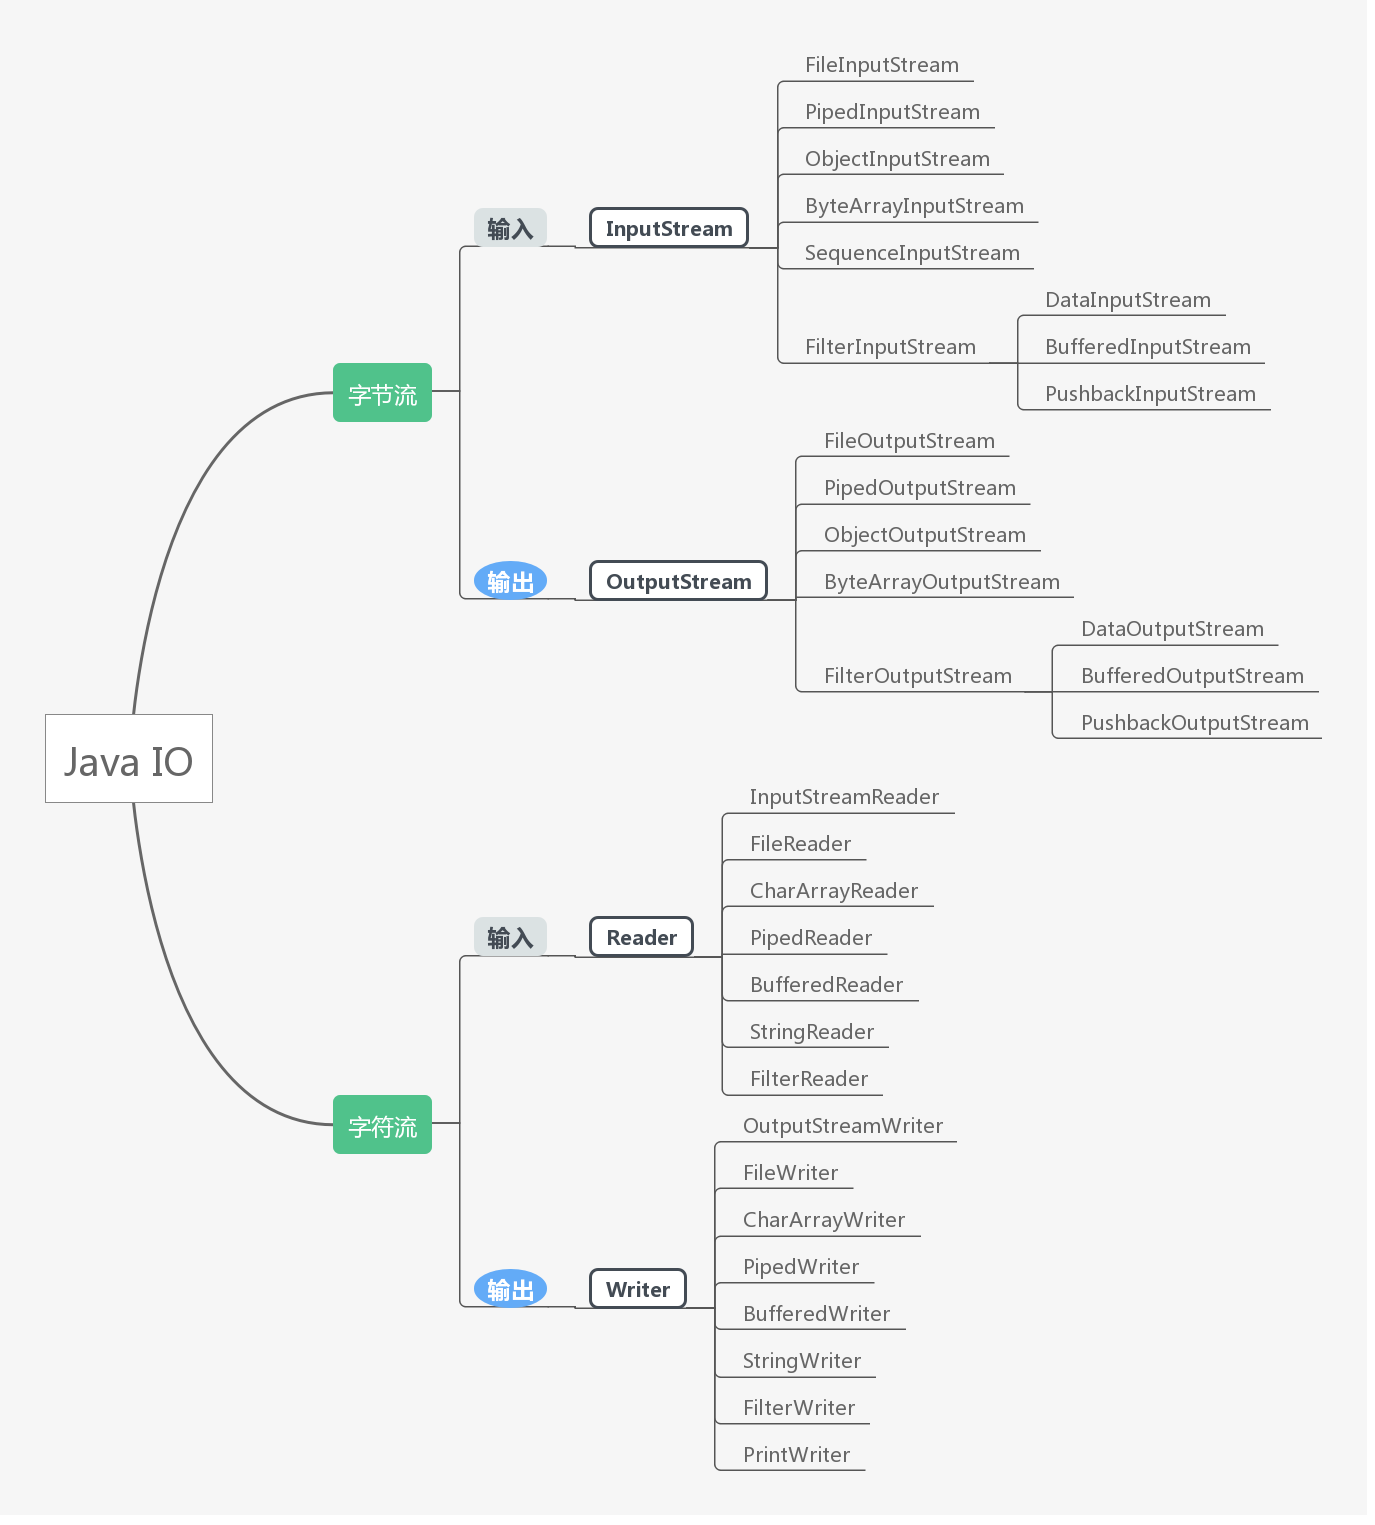 Java IO
字节流
输入
InputStream
FileInputStream
PipedInputStream
ObjectInputStream
ByteArrayInputStream
SequenceInputStream
FilterInputStream
DataInputStream
BufferedInputStream
PushbackInputStream
输出
OutputStream
FileOutputStream
PipedOutputStream
ObjectOutputStream
ByteArrayOutputStream
FilterOutputStream
DataOutputStream
BufferedOutputStream
PushbackOutputStream
字符流
输入
Reader
InputStreamReader
FileReader
CharArrayReader
PipedReader
BufferedReader
StringReader
FilterReader
输出
Writer
OutputStreamWriter
FileWriter
CharArrayWriter
PipedWriter
BufferedWriter
StringWriter
FilterWriter
PrintWriter